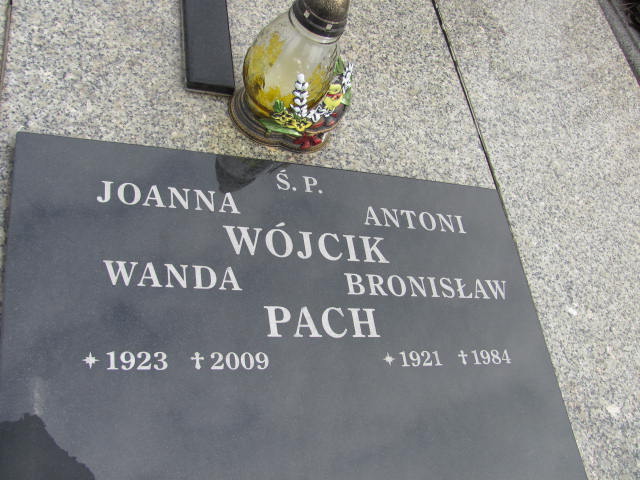 Ś. P.
JOANNA ANTONI
WÓJCIK
WANDA BRONISŁAW
PACH
* 1923 † 2009 * 1921 † 1984